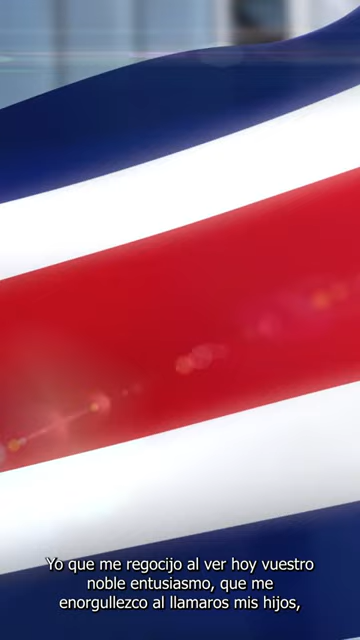 Yo que me regocijo al ver hoy vuestro
noble entusiasmo, que me
enorgullezco al llamaros mis hijos,